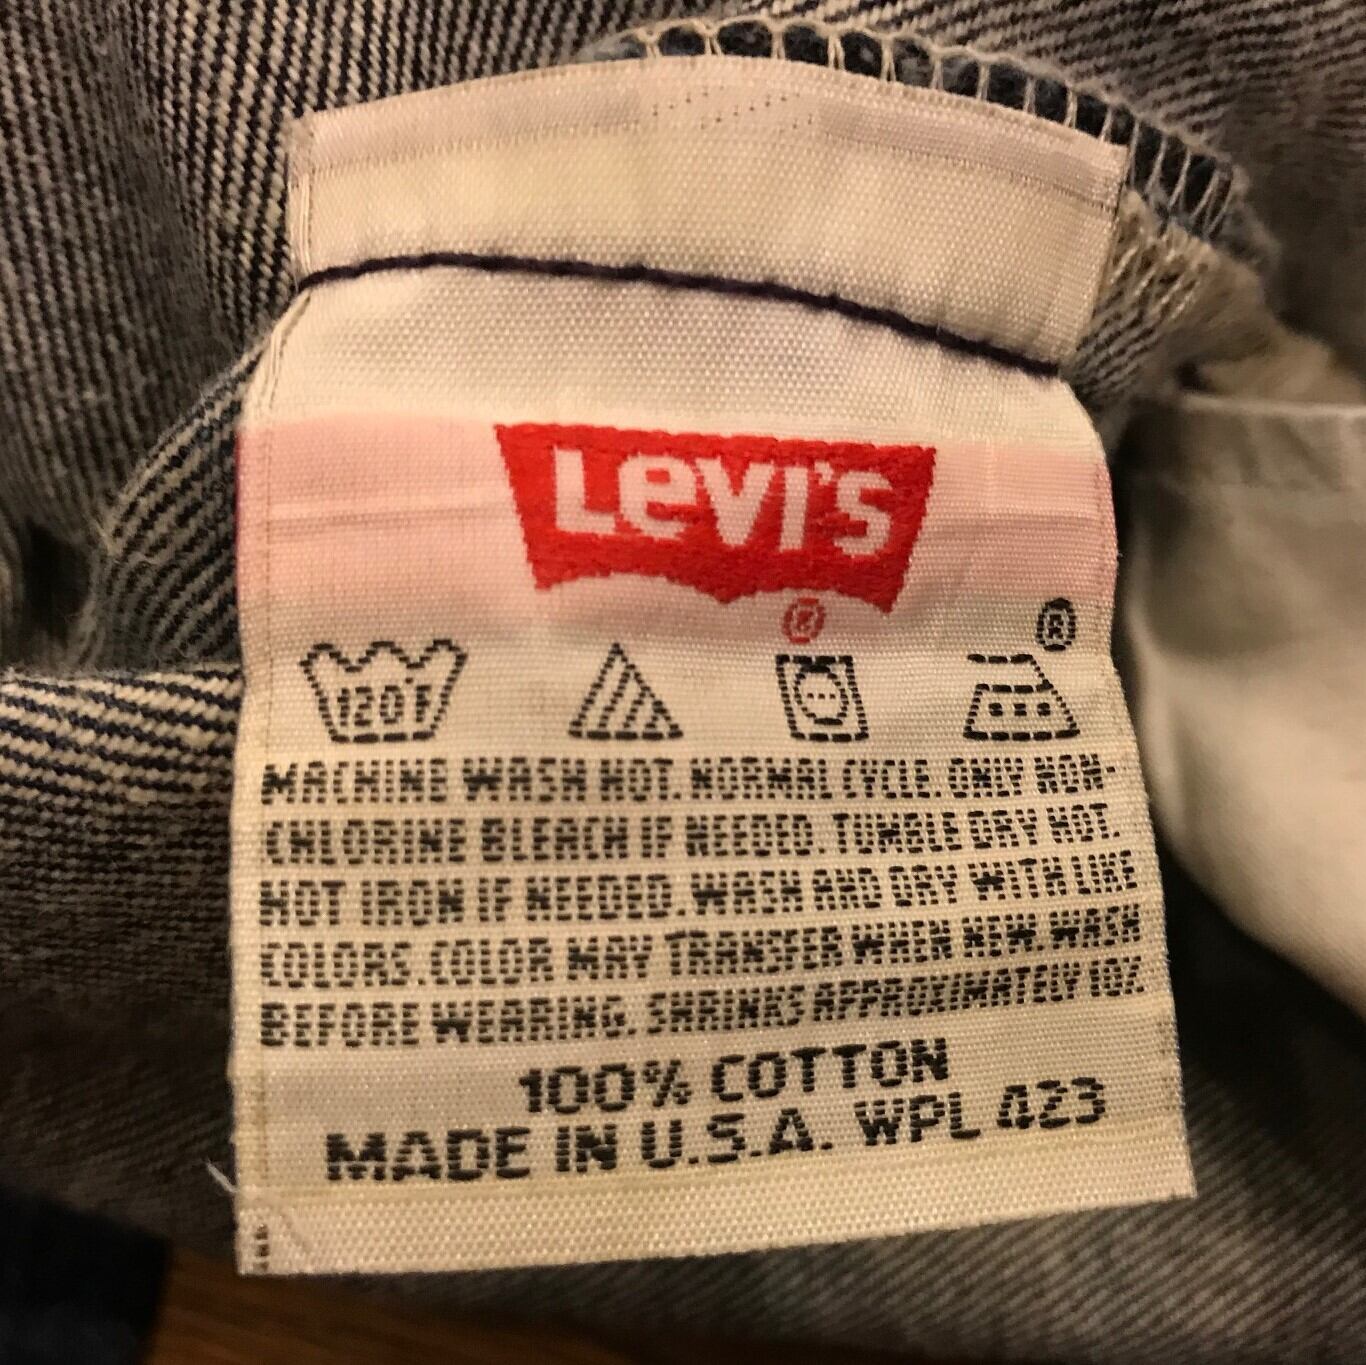 LEVI'S
®
®
120°F
MACHINE WASH HOT. NORMAL CYCLE. ONLY NON-
CHLORINE BLEACH IF NEEDED. TUMBLE DRY HOT.
HOT IRON IF NEEDED. WASH AND DRY WITH LIKE
COLORS. COLOR MAY TRANSFER WHEN NEW. WASH
BEFORE WEARING. SHRINKS APPROXIMATELY 10%.
100% COTTON
MADE IN U.S.A. WPL 423